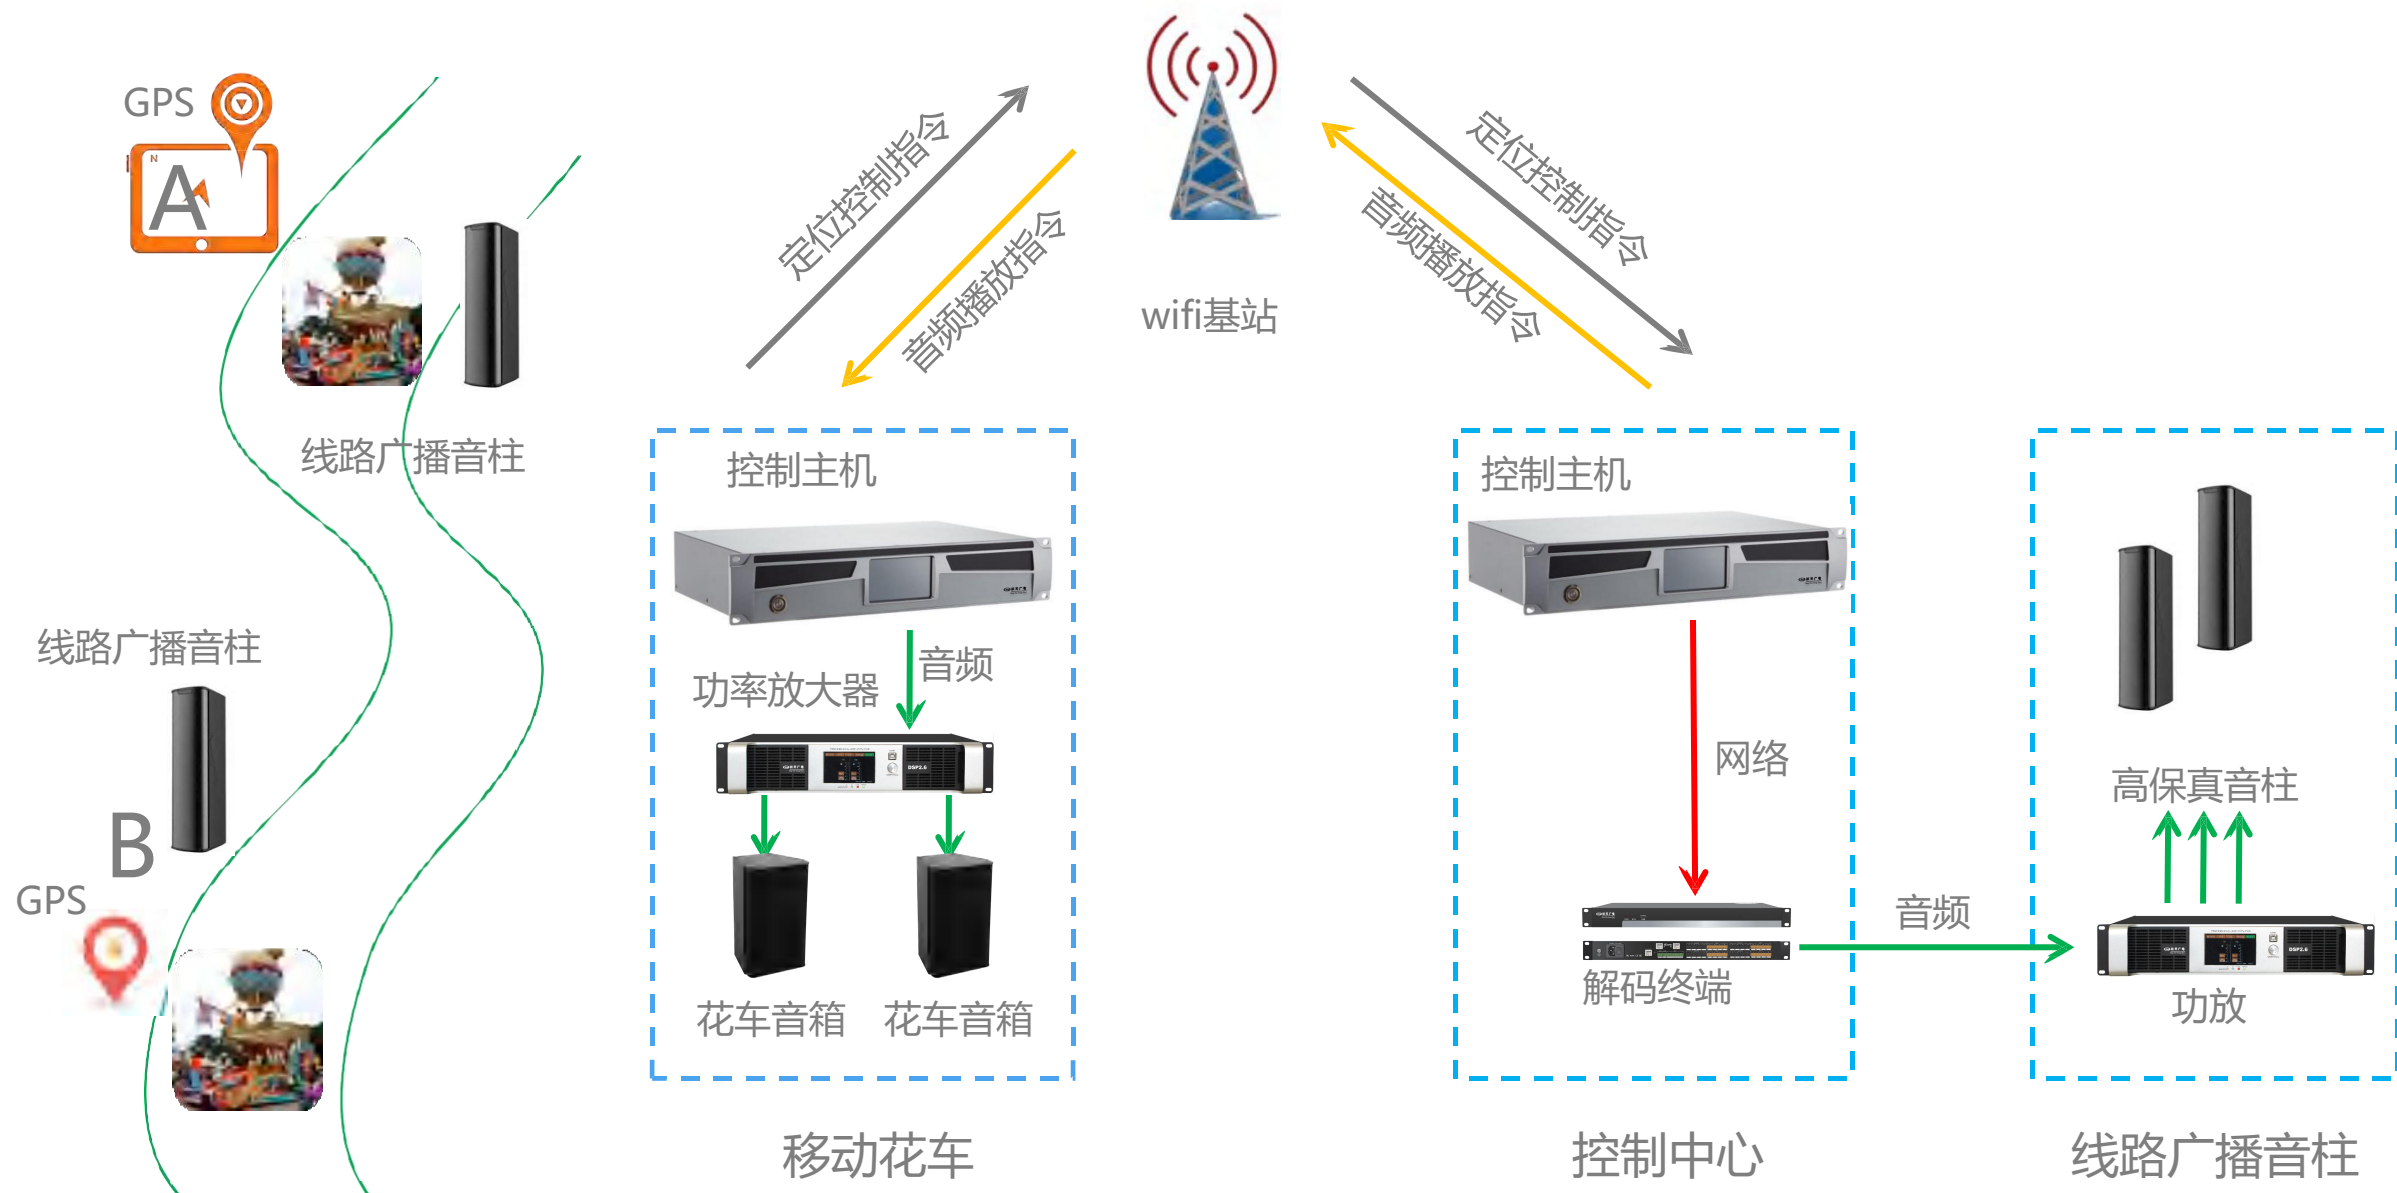 GPS
N
A
线路广播音柱
线路广播音柱
B
GPS
定位控制指令
音频播放指令
wifi基站
定位控制指令
音频播放指令
控制主机
音频
功率放大器
DSP2.6
花车音箱
花车音箱
移动花车
控制主机
网络
解码终端
控制中心
音频
高保真音柱
DSP2.6
功放
线路广播音柱